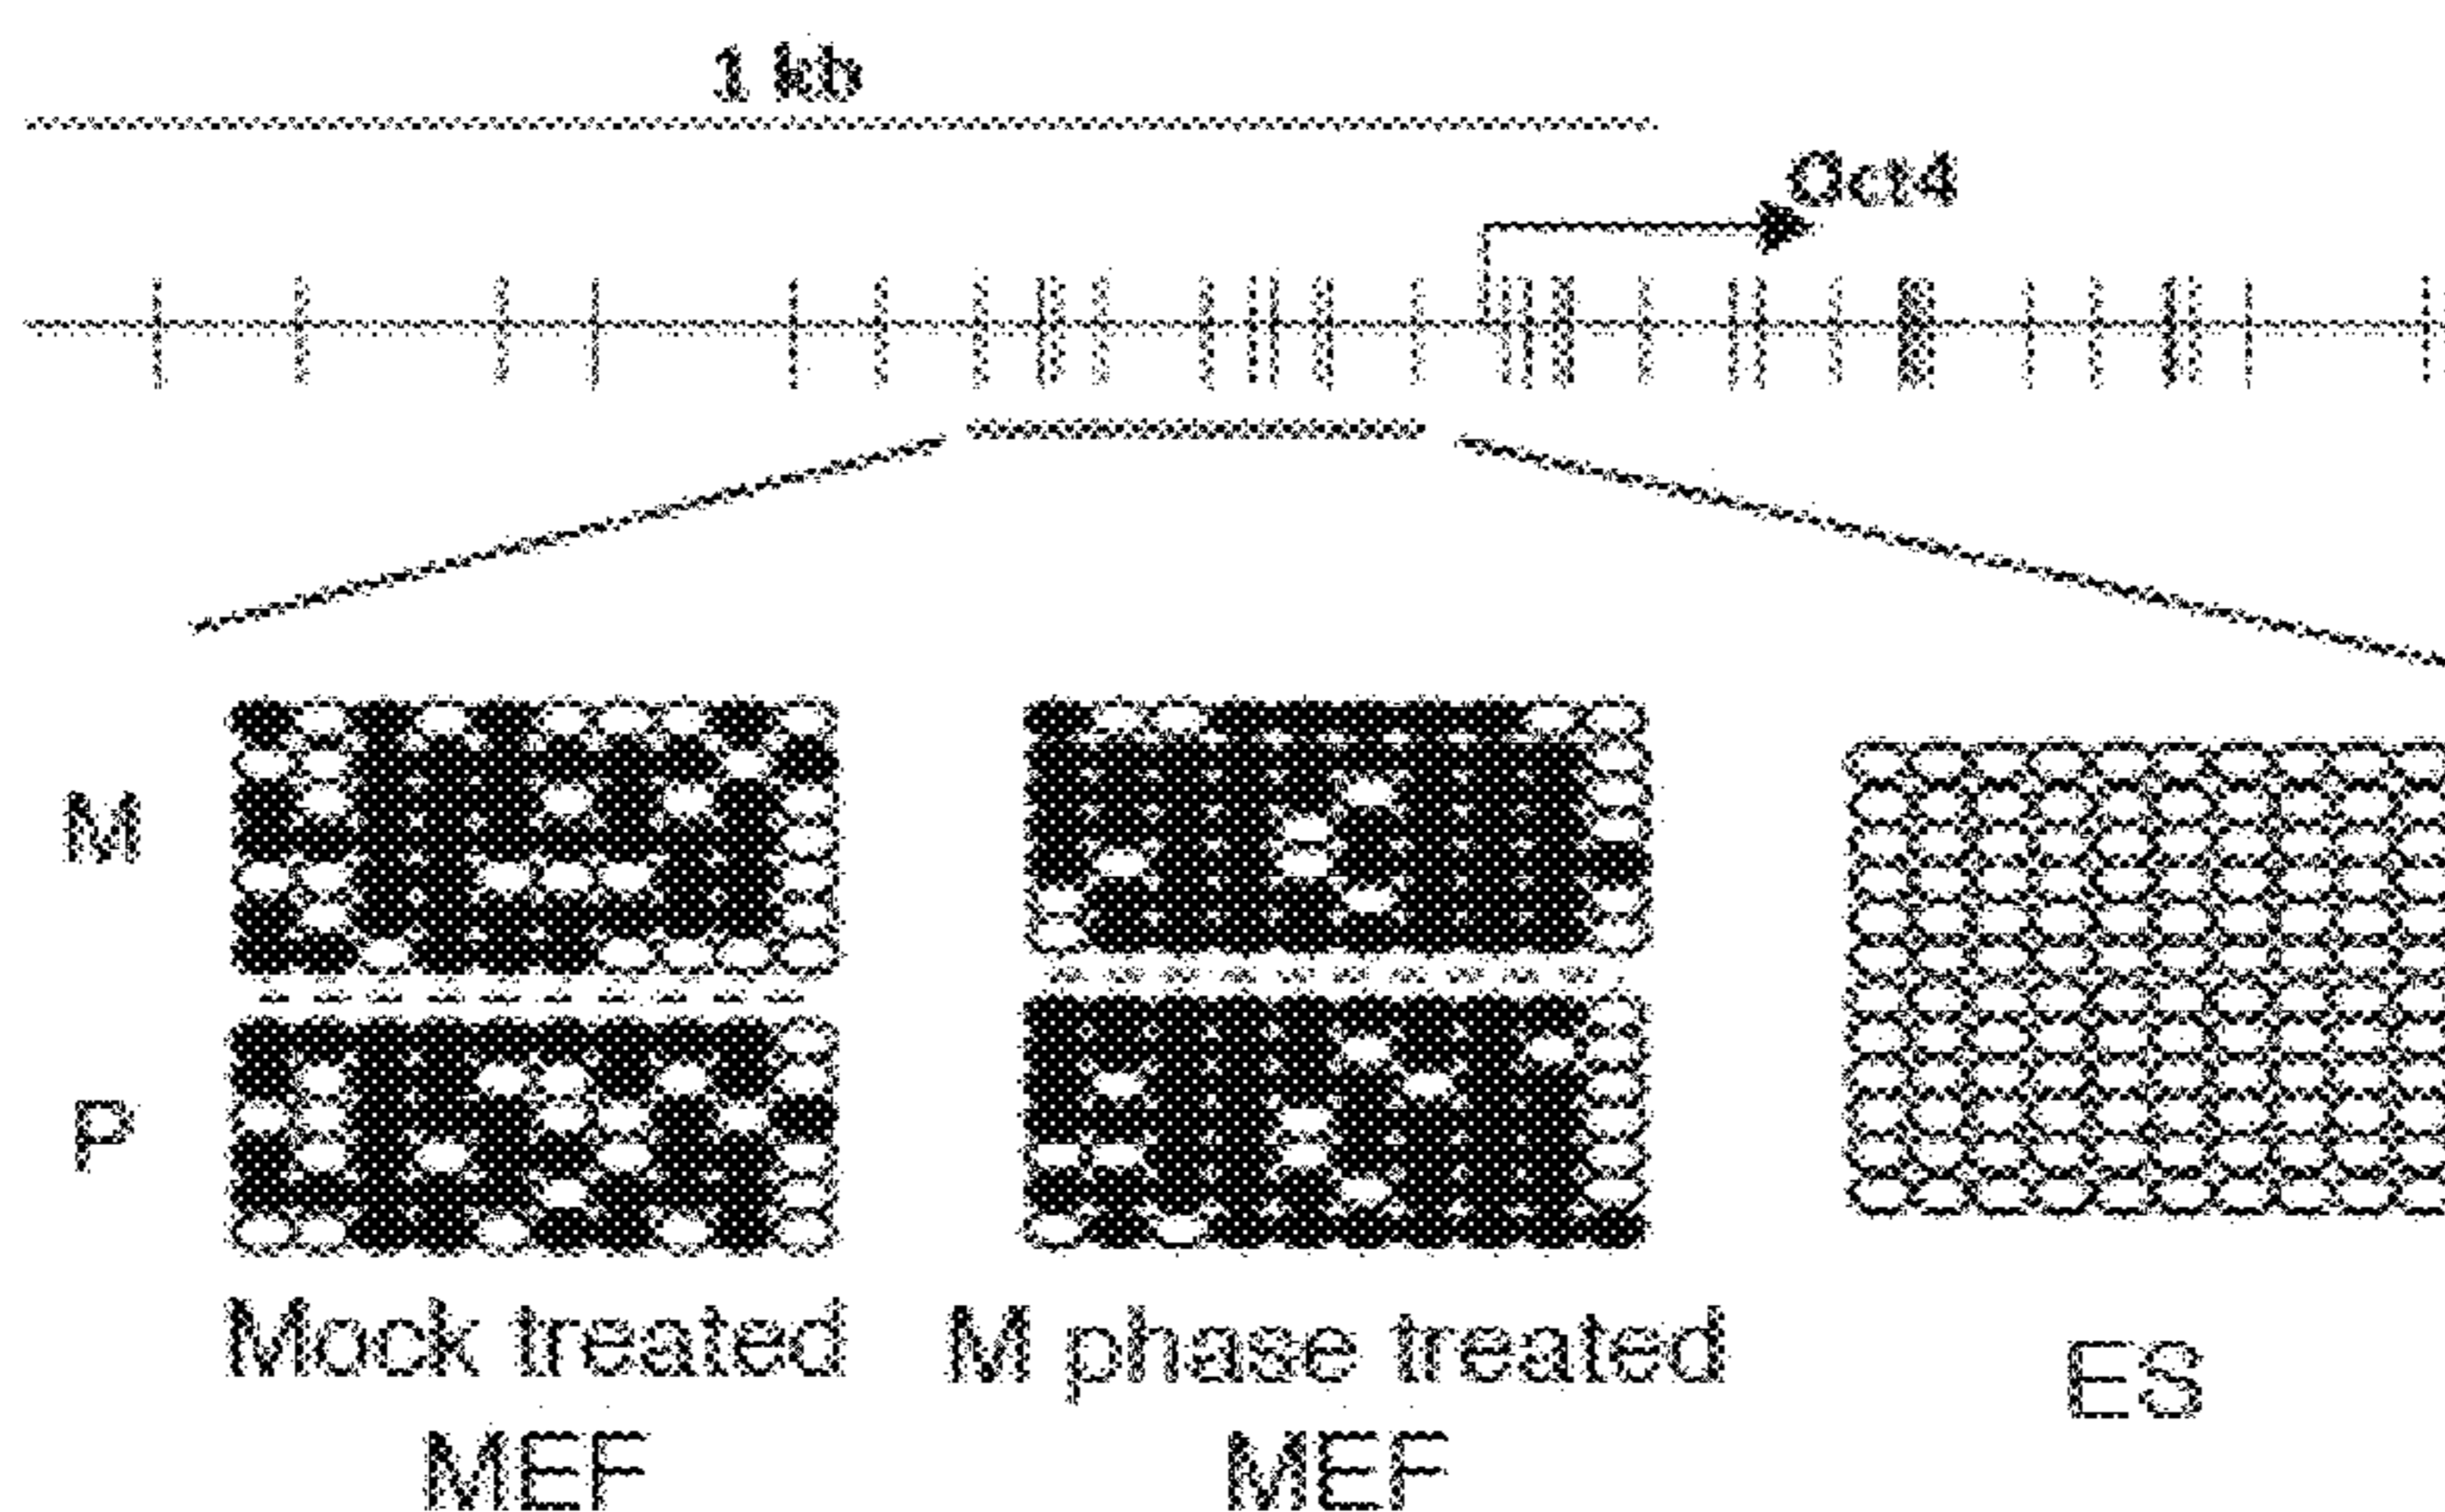 1 kb
Oct4
M
P
Mock treated
MEF
M phase treated
MEF
ES